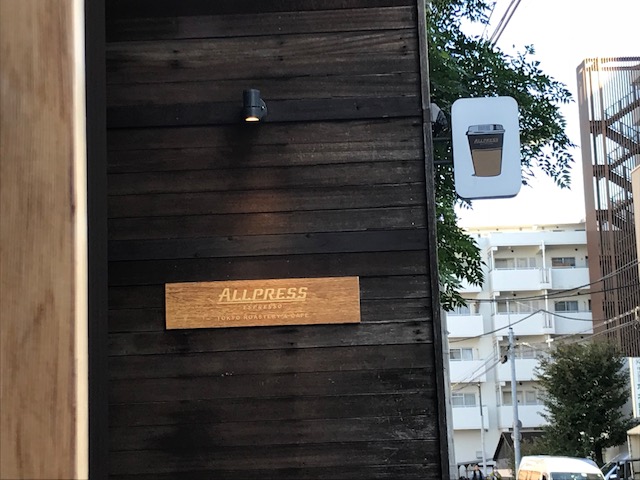 ALLPRESS
ESPRESSO
TOKYO ROASTERY & CAFE
ALLPRESS